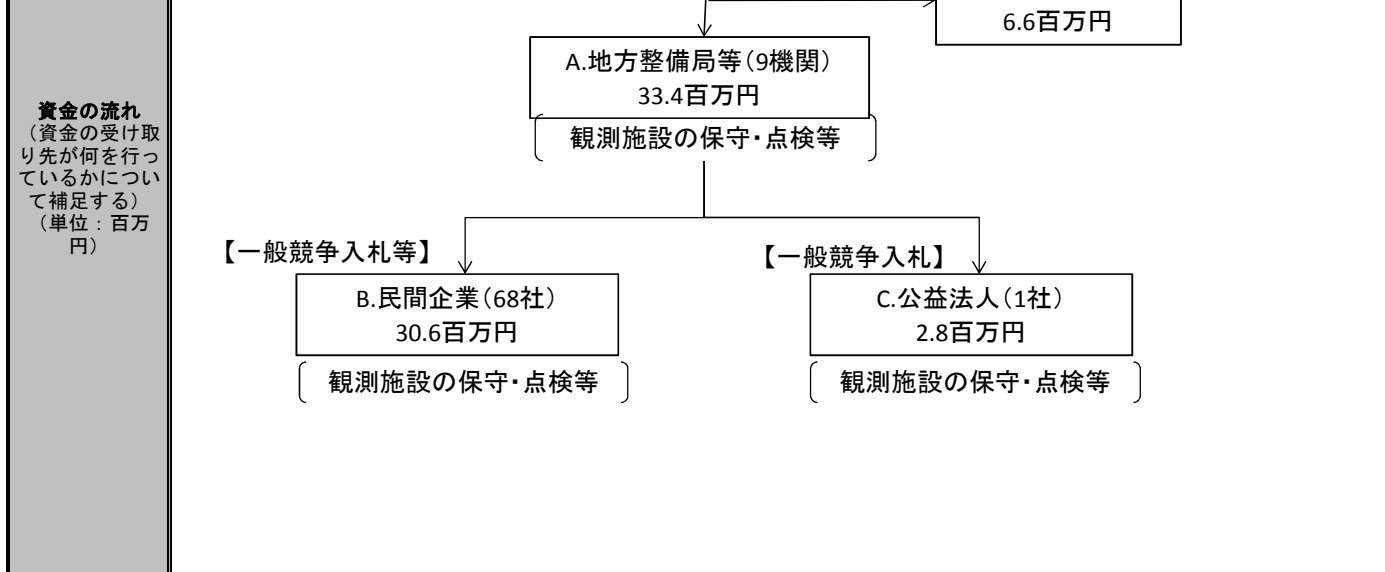 資金の流れ
（資金の受け取
り先が何を行っ
ているかについ
て補足する）
（単位：百万
円）
6.6百万円
A.地方整備局等（9機関）
33.4百万円
観測施設の保守・点検等
【一般競争入札等】
【一般競争入札】
B.民間企業（68社）
30.6百万円
C.公益法人（1社）
2.8百万円
観測施設の保守・点検等
観測施設の保守・点検等